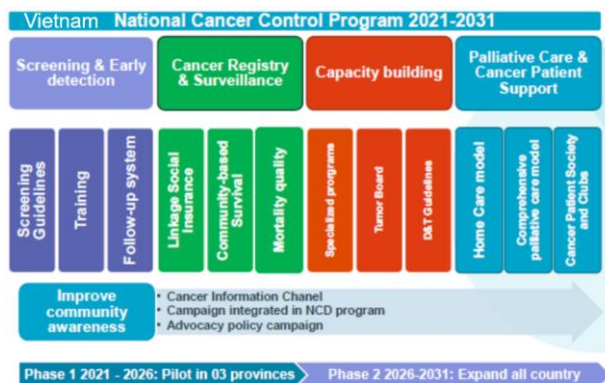 Vietnam National Cancer Control Program 2021-2031
Screening & Early
detection
Cancer Registry
& Surveillance
Capacity building
Palliative Care &
Cancer Patient
Support
Screening
Guidelines
Training
Follow-up system
Linkage Social
Insurance
Community-based
Survival
Mortality quality
Specialized programs
Tumor Board
D&T Guidelines
Home Care model
Comprehensive
palliative care model
Cancer Patient Society
and Clubs
Improve
community
awareness
• Cancer Information Chanel
• Campaign integrated in NCD program
• Advocacy policy campaign
Phase 1 2021 - 2026: Pilot in 03 provinces
Phase 2 2026-2031: Expand all country